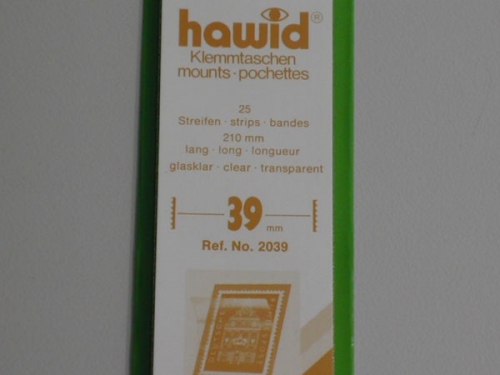 hawid®
Klemmtaschen
mounts · pochettes
25
Streifen · strips · bandes
210 mm
lang · long · longueur
glasklar · clear · transparent
39 mm
Ref. No. 2039